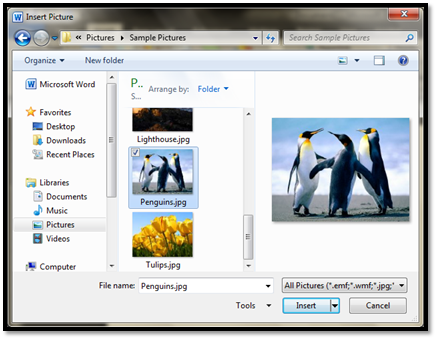 Insert Picture
« Pictures ▸ Sample Pictures
Search Sample Pictures
Organize New folder
Microsoft Word
Favorites
Desktop
Downloads
Recent Places
Libraries
Documents
Music
Pictures
Videos
Computer
P...
S...
Arrange by: Folder
Lighthouse.jpg
Penguins.jpg
Tulips.jpg
File name: Penguins.jpg
All Pictures (*.emf;*.wmf;*.jpg;*
Tools Insert Cancel